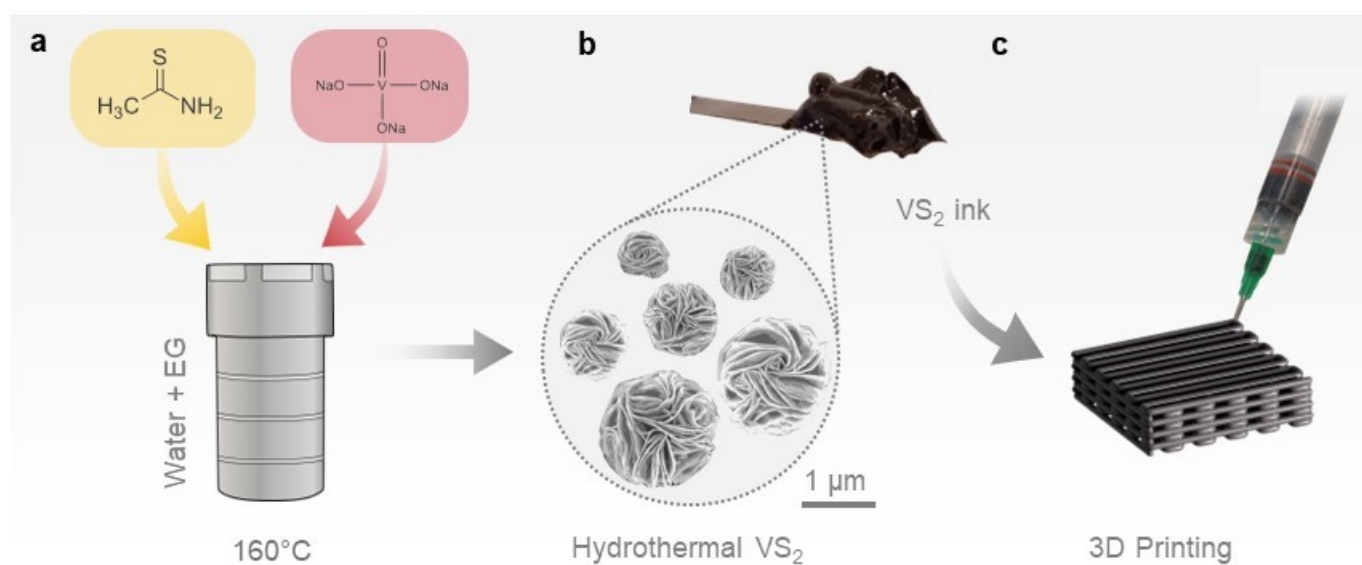 a
S
H₃C
NH₂
O
NaO
V
ONa
ONa
Water + EG
160°C
b
VS₂ ink
1 µm
Hydrothermal VS₂
c
3D Printing